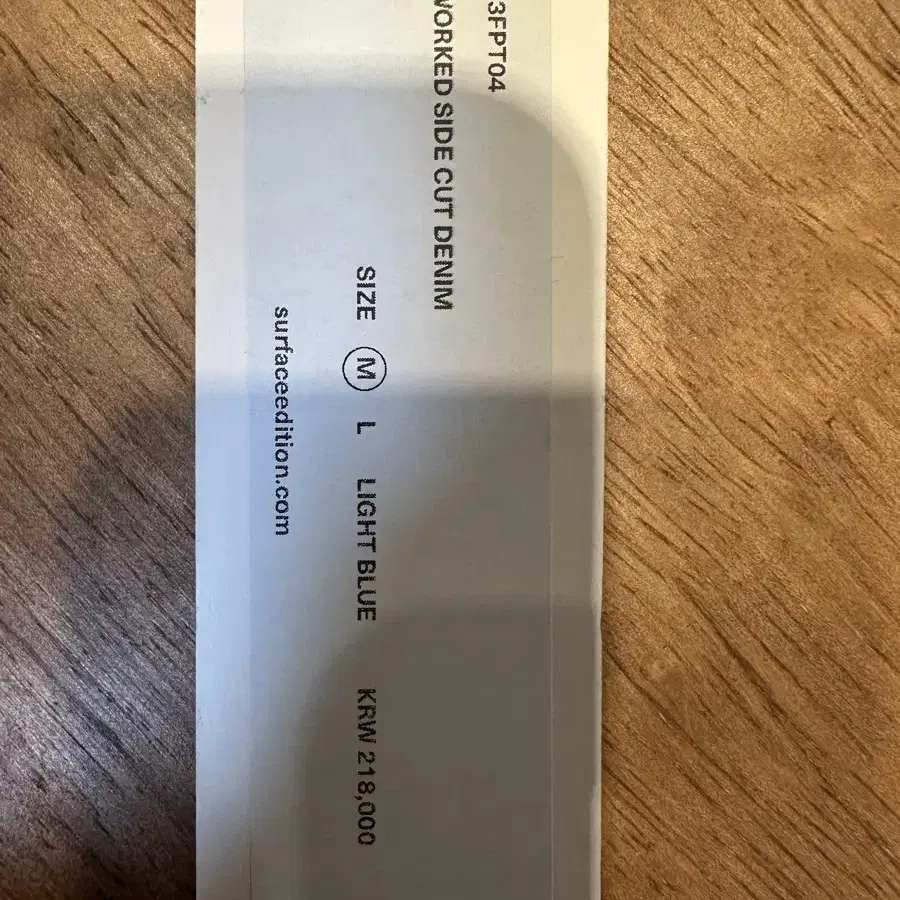 3FPT04
WORKED SIDE CUT DENIM
SIZE M L LIGHT BLUE KRW 218,000
surfaceedition.com